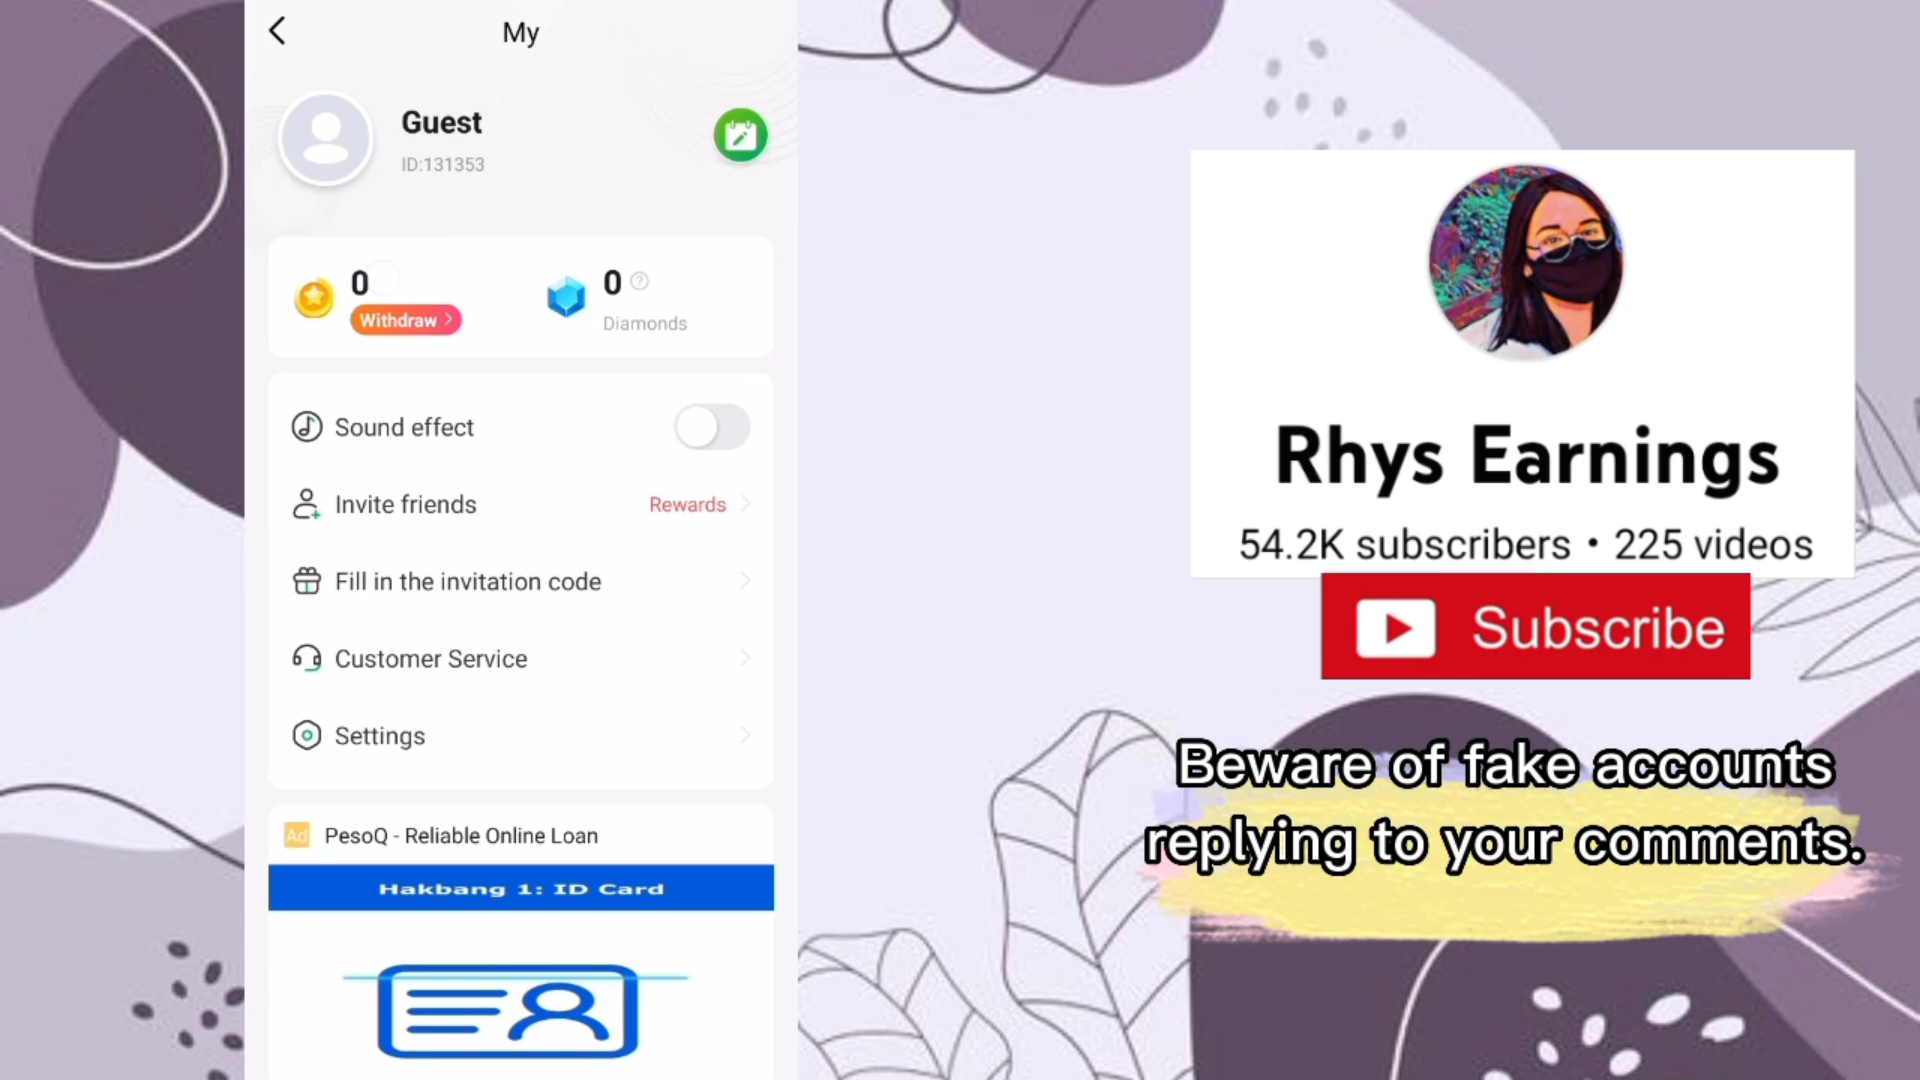 My
Guest
ID:131353
0
Withdraw
0
Diamonds
Sound effect
Invite friends
Rewards
Fill in the invitation code
Customer Service
Settings
Ad PesoQ - Reliable Online Loan
Hakbang 1: ID Card
Rhys Earnings
54.2K subscribers • 225 videos
Subscribe
Beware of fake accounts
replying to your comments.